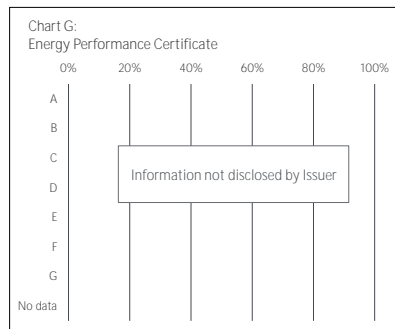 Chart G:
Energy Performance Certificate
0% 20% 40% 60% 80% 100%
A
B
C
Information not disclosed by Issuer
D
E
F
G
No data